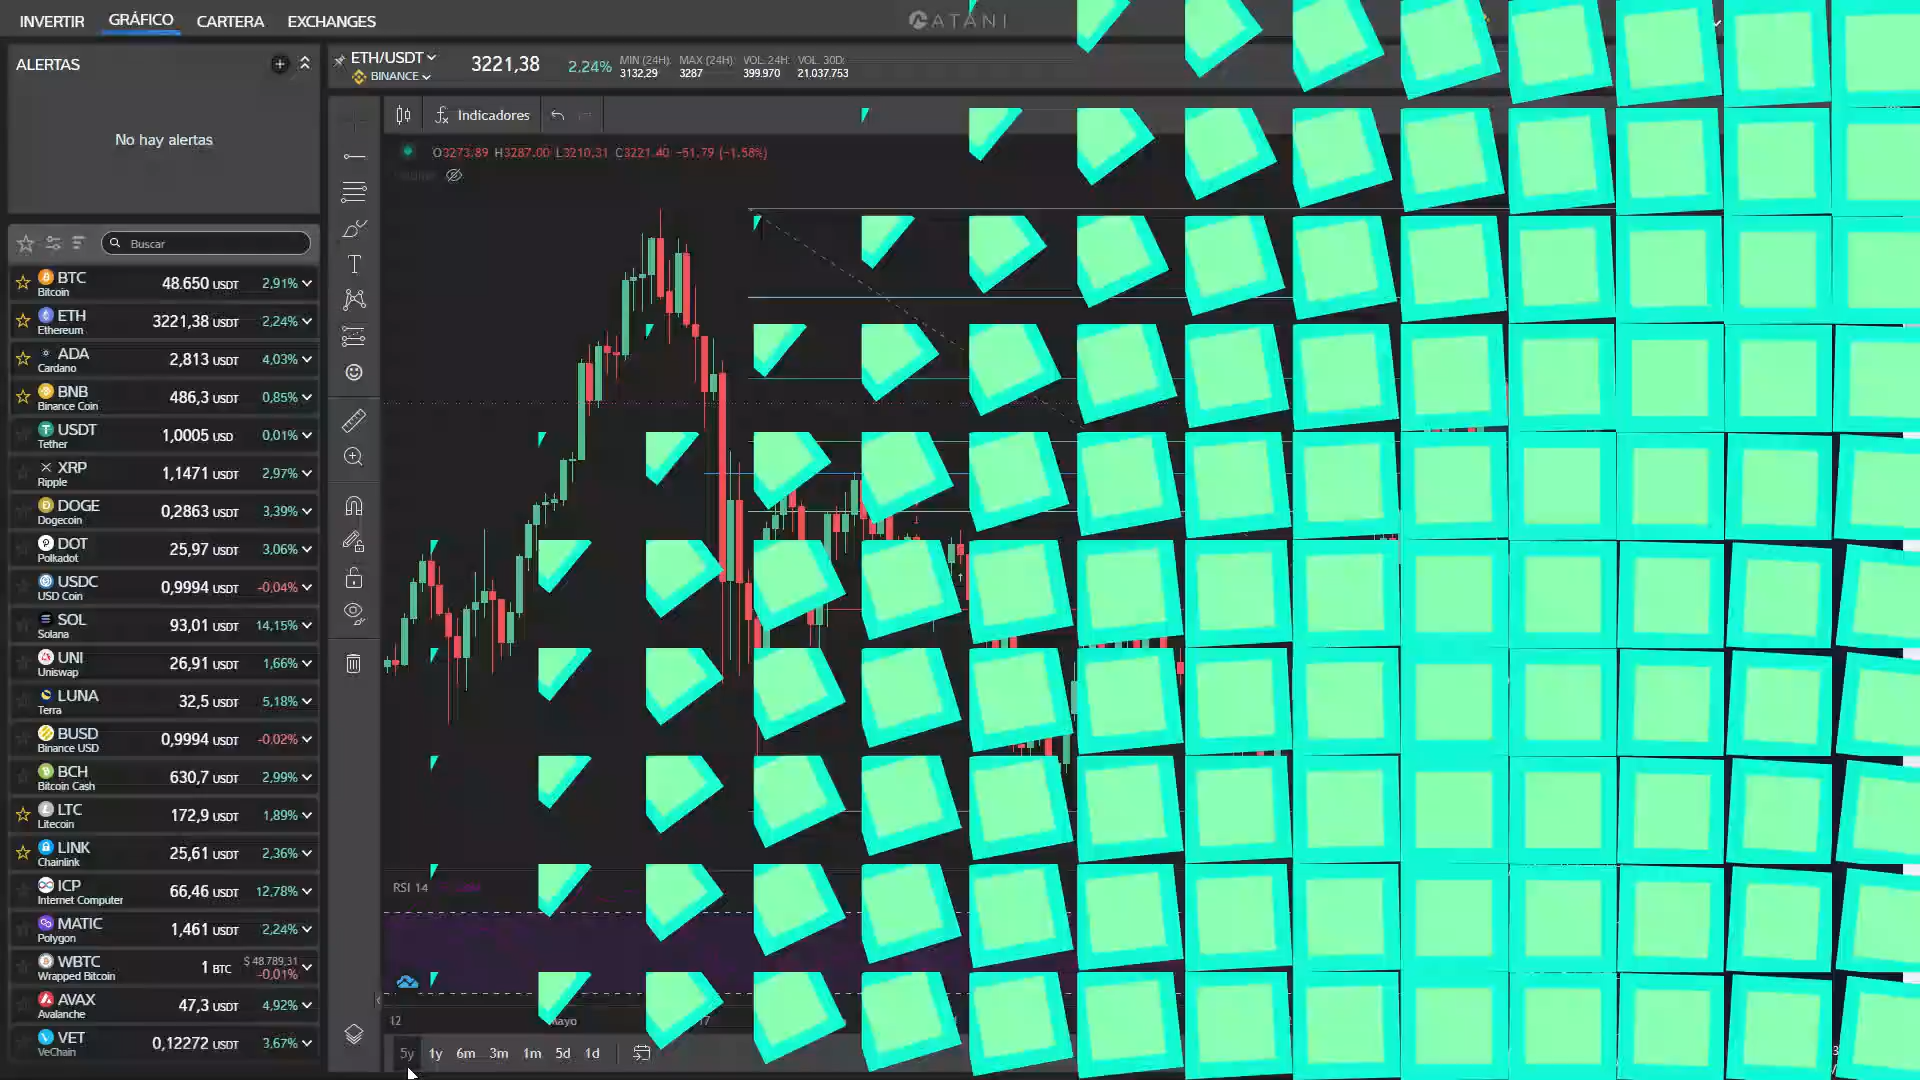 INVERTIR GRÁFICO CARTERA EXCHANGES ATANI
ALERTAS
No hay alertas
ETH/USDT 3221,38 2,24%
BINANCE
MIN (24H): MAX (24H): VOL. 24H: VOL. 30D:
3132,29 3287 399.970 21.037.753
Indicadores
O3273.89 H3287.00 L3210.31 C3221.40 −51.79 (−1.58%)
Buscar
BTC 48.650 USDT 2,91%
Bitcoin
ETH 3221,38 USDT 2,24%
Ethereum
ADA 2,813 USDT 4,03%
Cardano
BNB 486,3 USDT 0,85%
Binance Coin
USDT 1,0005 USD 0,01%
Tether
XRP 1,1471 USDT 2,97%
Ripple
DOGE 0,2863 USDT 3,39%
Dogecoin
DOT 25,97 USDT 3,06%
Polkadot
USDC 0,9994 USDT -0,04%
USD Coin
SOL 93,01 USDT 14,15%
Solana
UNI 26,91 USDT 1,66%
Uniswap
LUNA 32,5 USDT 5,18%
Terra
BUSD 0,9994 USDT -0,02%
Binance USD
BCH 630,7 USDT 2,99%
Bitcoin Cash
LTC 172,9 USDT 1,89%
Litecoin
LINK 25,61 USDT 2,36%
Chainlink
ICP 66,46 USDT 12,78%
Internet Computer
MATIC 1,461 USDT 2,24%
Polygon
WBTC 1 BTC $ 48.789,31
Wrapped Bitcoin -0,01%
AVAX 47,3 USDT 4,92%
Avalanche
VET 0,12272 USDT 3,67%
VeChain
RSI 14
12 Mayo 17
5y 1y 6m 3m 1m 5d 1d